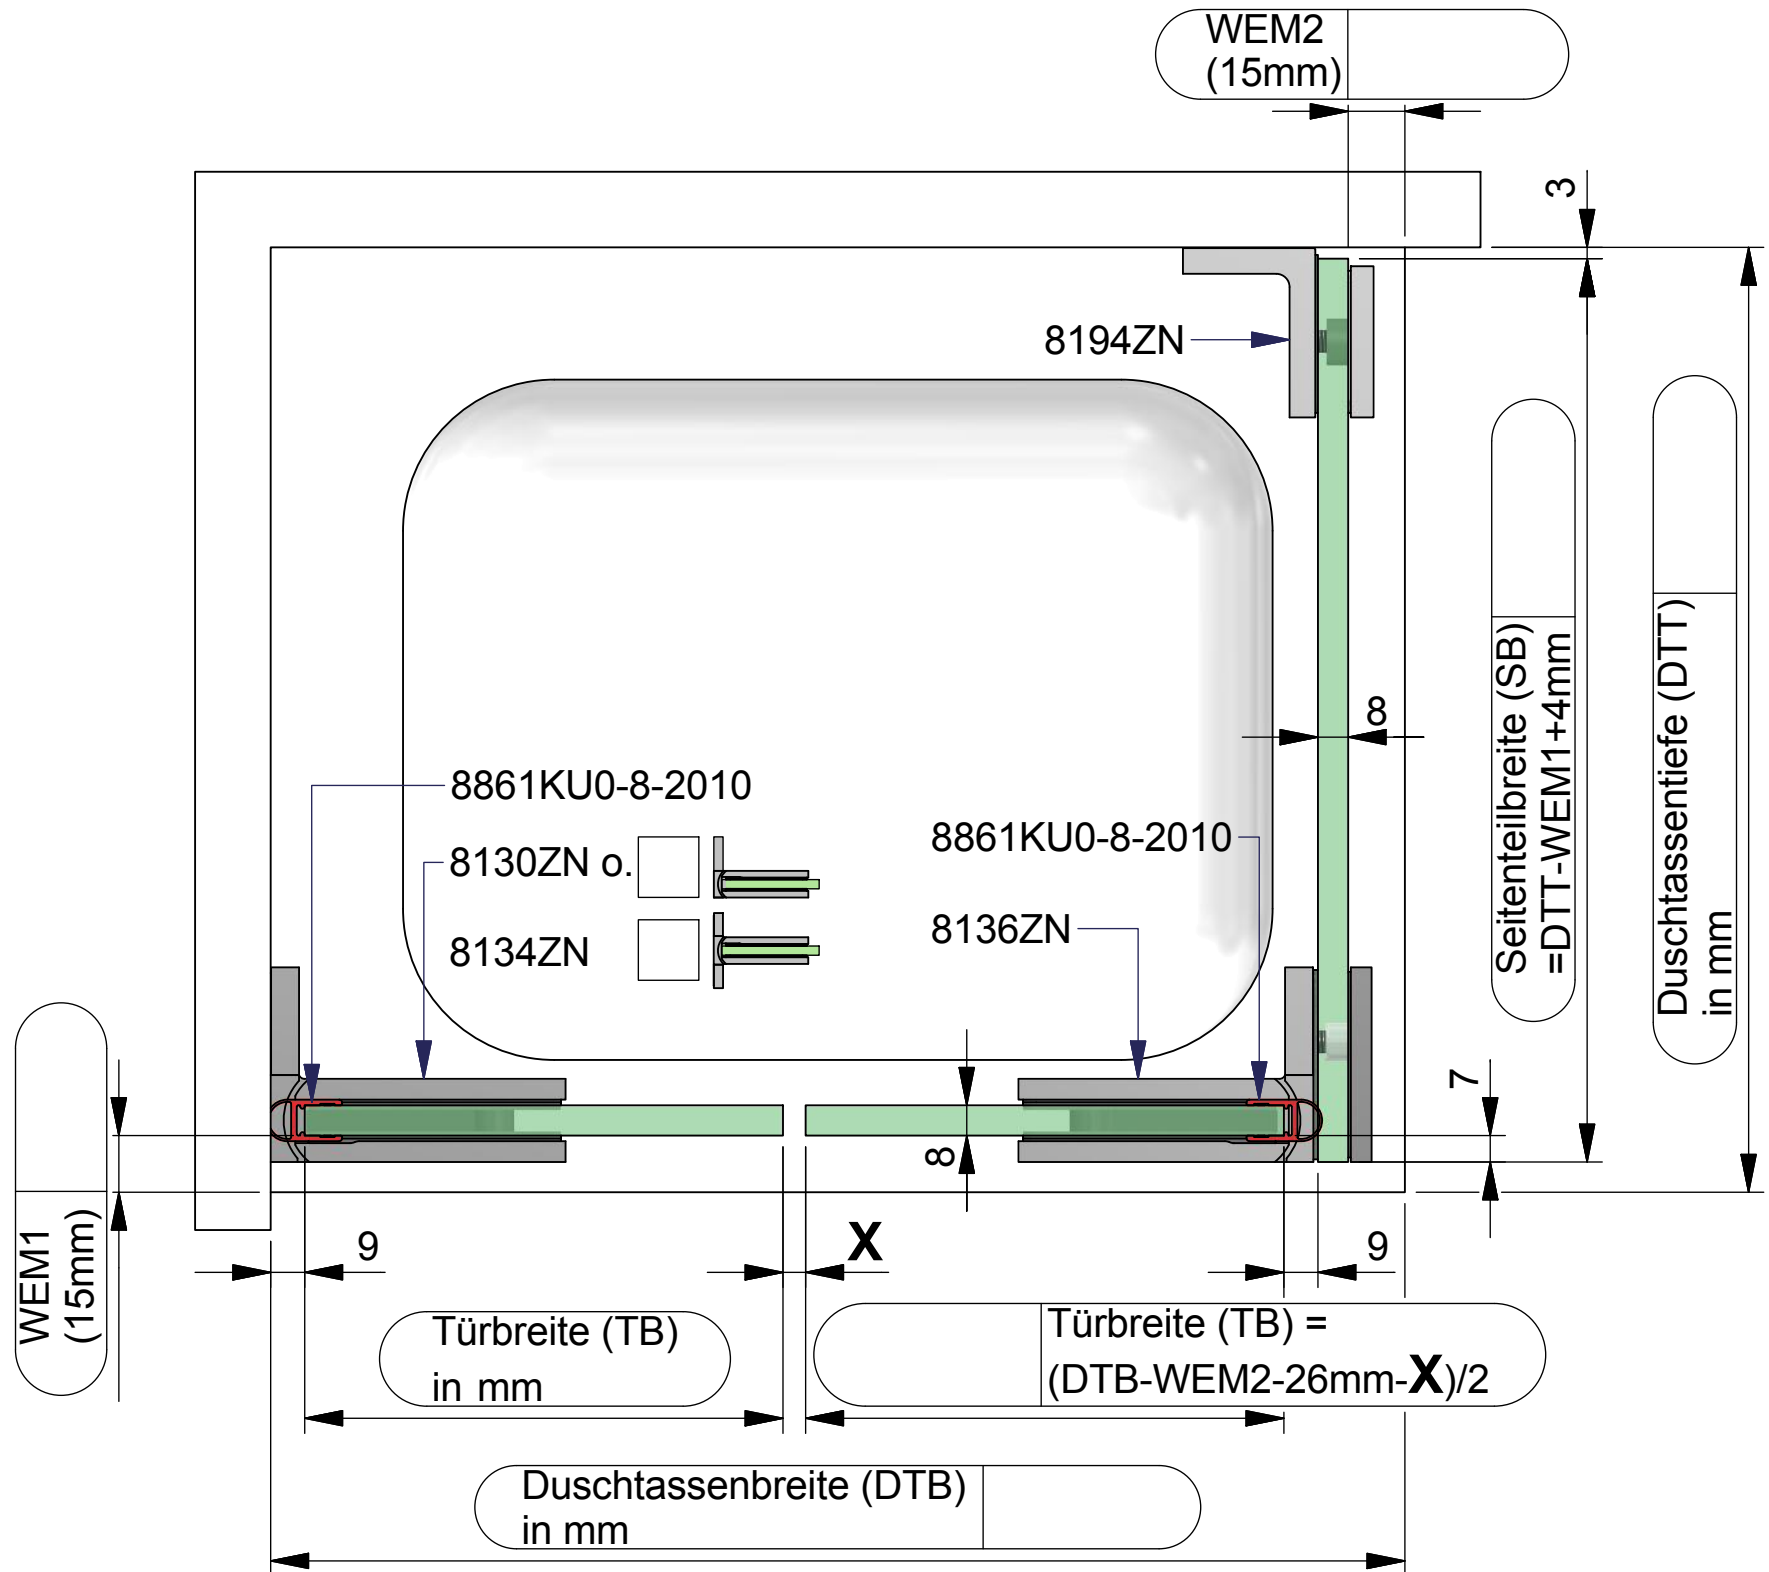 WEM2
(15mm)
3
8194ZN
8
Seitenteilbreite (SB)
=DTT-WEM1+4mm
Duschtassentiefe (DTT)
in mm
8861KU0-8-2010
8130ZN o.
8134ZN
8861KU0-8-2010
8136ZN
7
8
WEM1
(15mm)
9
X
9
Türbreite (TB)
in mm
Türbreite (TB) =
(DTB-WEM2-26mm-X)/2
Duschtassenbreite (DTB)
in mm